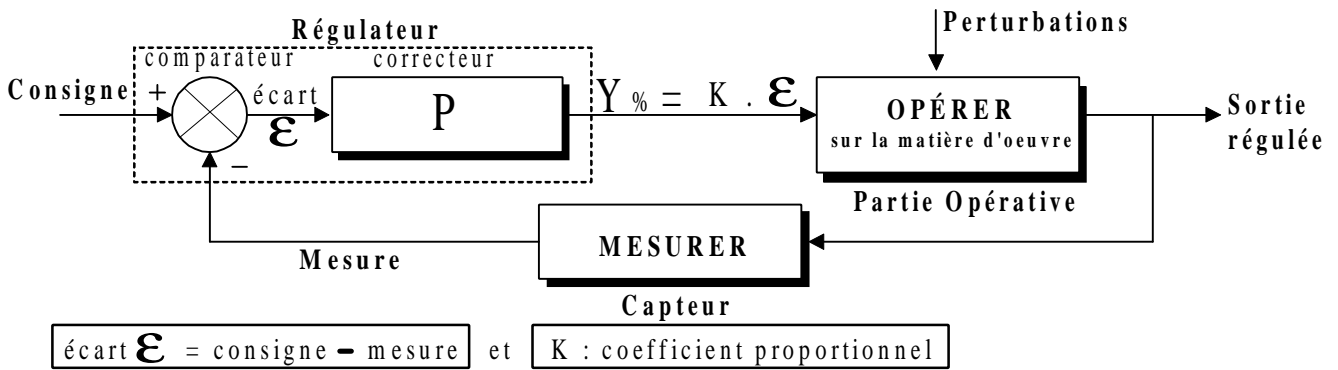 Perturbations
Régulateur
comparateur
correcteur
Consigne
+
écart
ε
P
Y % = K . ε
OPÉRER
sur la matière d'oeuvre
Sortie
régulée
–
Partie Opérative
MESURER
Mesure
Capteur
écart ε = consigne – mesure et K : coefficient proportionnel